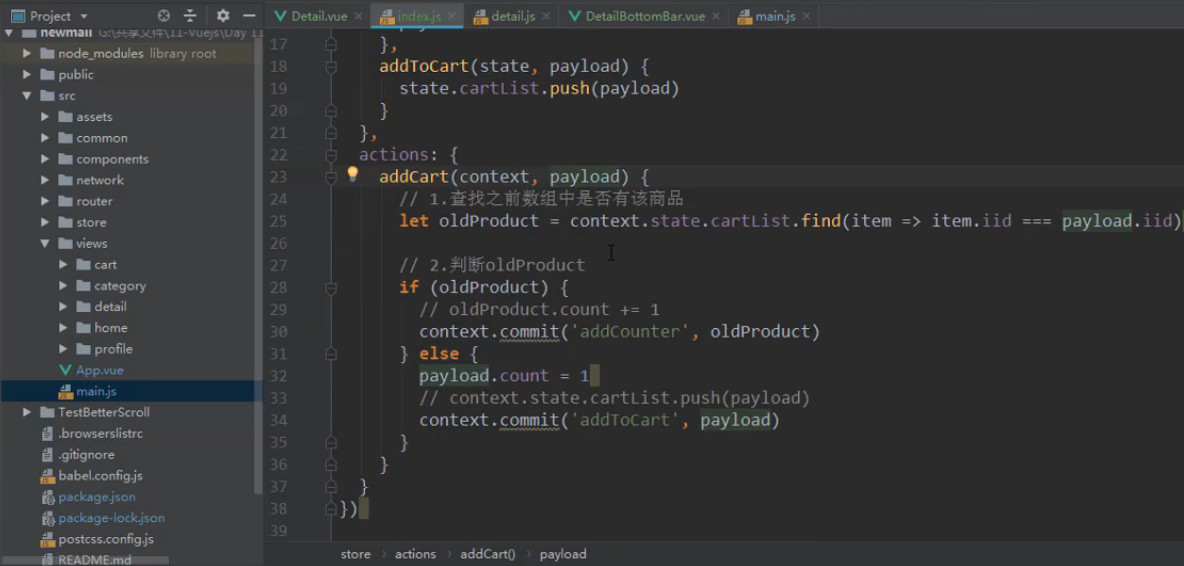 Project
Detail.vue
index.js
detail.js
DetailBottomBar.vue
main.js
newmall G:\共享文件\11-Vuejs\Day 11
node_modules library root
public
src
assets
common
components
network
router
store
views
cart
category
detail
home
profile
App.vue
main.js
TestBetterScroll
.browserslistrc
.gitignore
babel.config.js
package.json
package-lock.json
postcss.config.js
README.md
17 },
18 addToCart(state, payload) {
19 state.cartList.push(payload)
20 }
21 },
22 actions: {
23 addCart(context, payload) {
24 // 1.查找之前数组中是否有该商品
25 let oldProduct = context.state.cartList.find(item => item.iid === payload.iid)
26
27 // 2.判断oldProduct
28 if (oldProduct) {
29 // oldProduct.count += 1
30 context.commit('addCounter', oldProduct)
31 } else {
32 payload.count = 1
33 // context.state.cartList.push(payload)
34 context.commit('addToCart', payload)
35 }
36 }
37 }
38 })
39
store
actions
addCart()
payload